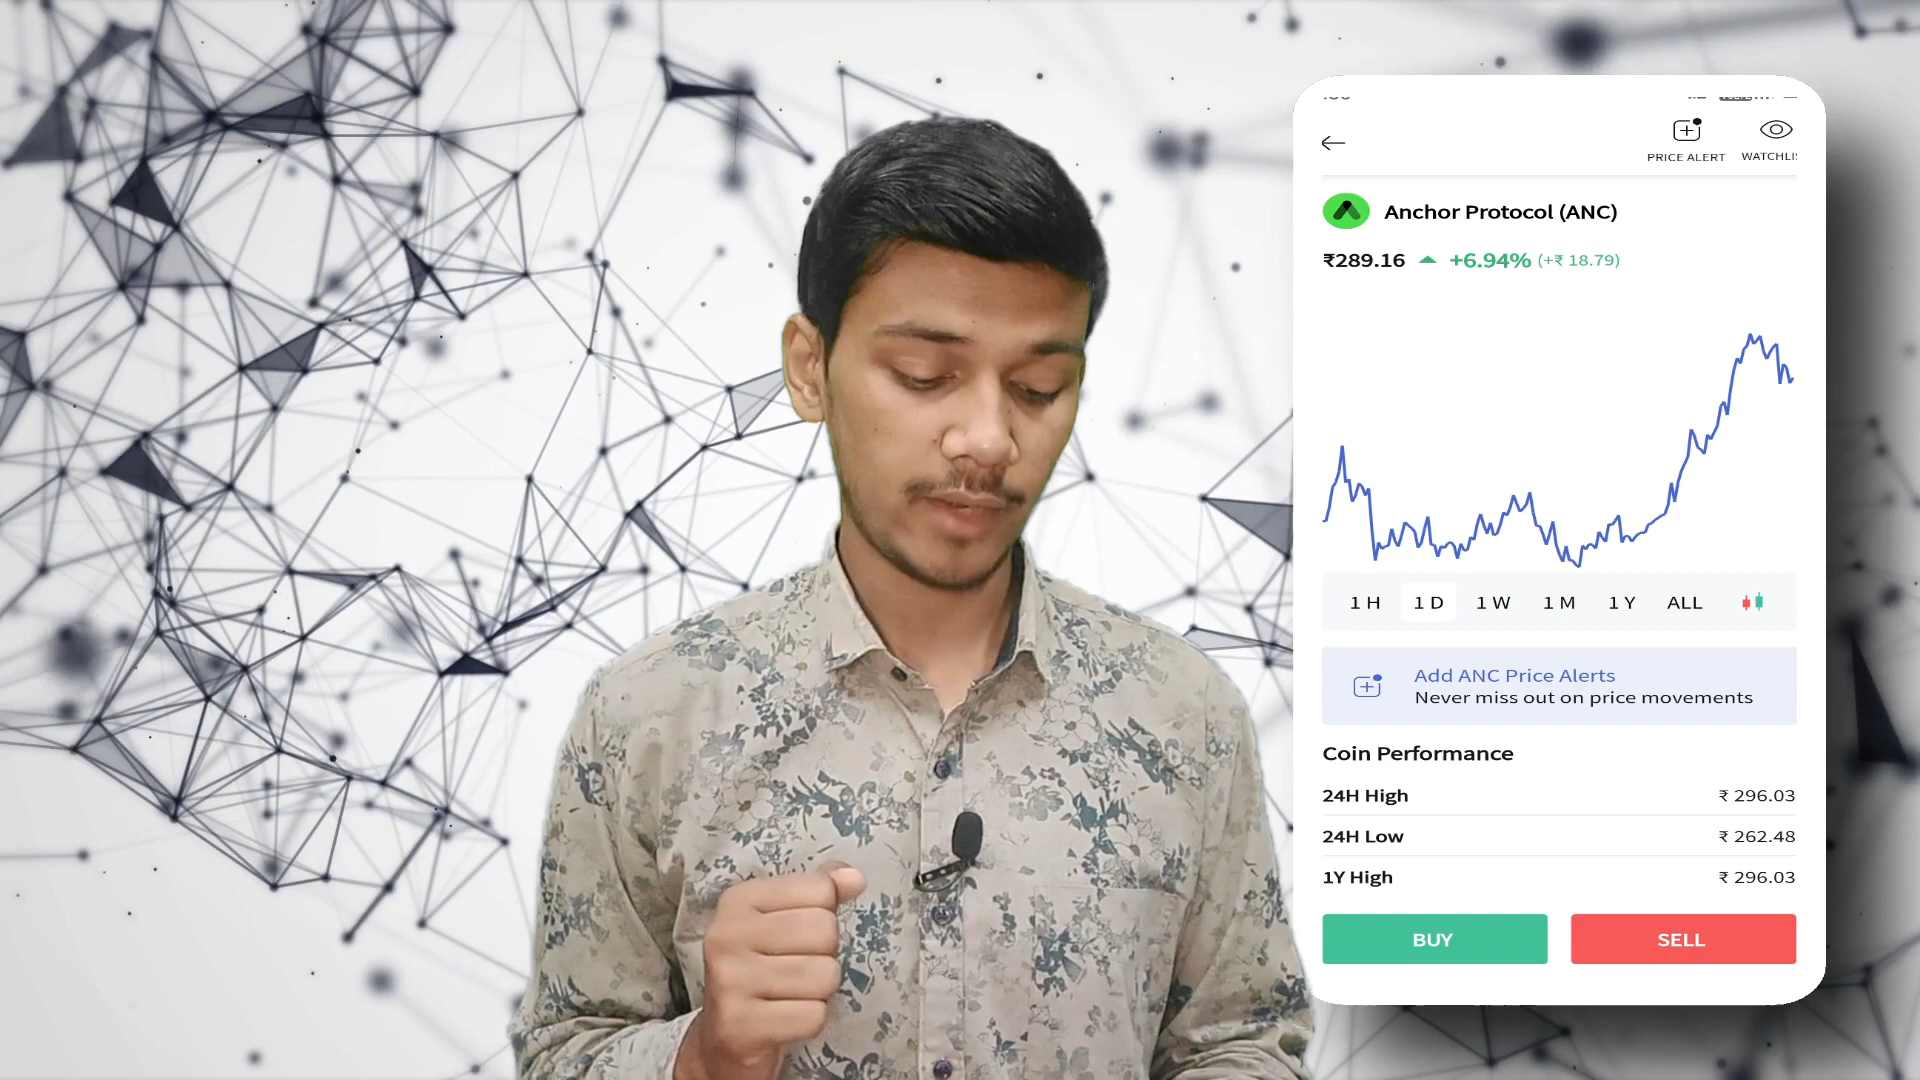 PRICE ALERT
Anchor Protocol (ANC)
₹289.16 +6.94% (+₹ 18.79)
1 H 1 D 1 W 1 M 1 Y ALL
Add ANC Price Alerts
Never miss out on price movements
Coin Performance
24H High ₹ 296.03
24H Low ₹ 262.48
1Y High ₹ 296.03
BUY SELL